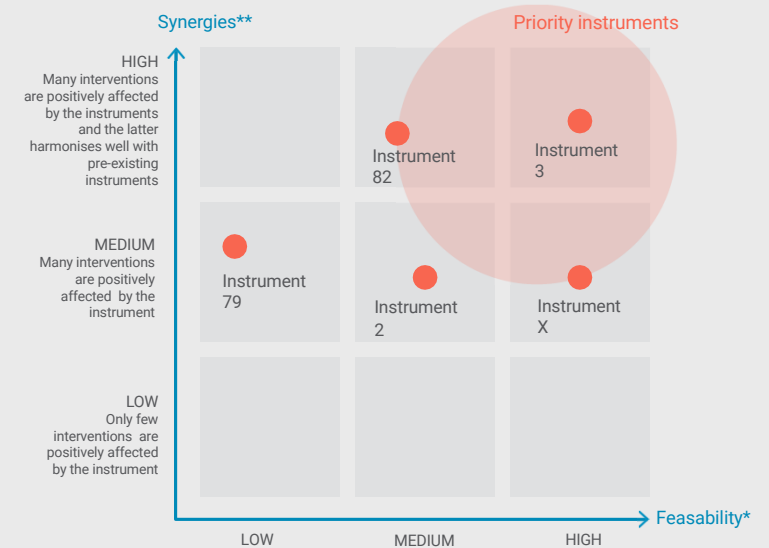 Synergies**
Priority instruments
HIGH
Many interventions
are positively affected
by the instruments
and the latter
harmonises well with
pre-existing
instruments
Instrument
82
Instrument
3
MEDIUM
Many interventions
are positively
affected by the
instrument
Instrument
79
Instrument
2
Instrument
X
LOW
Only few
interventions are
positively affected
by the instrument
Feasability*
LOW
MEDIUM
HIGH